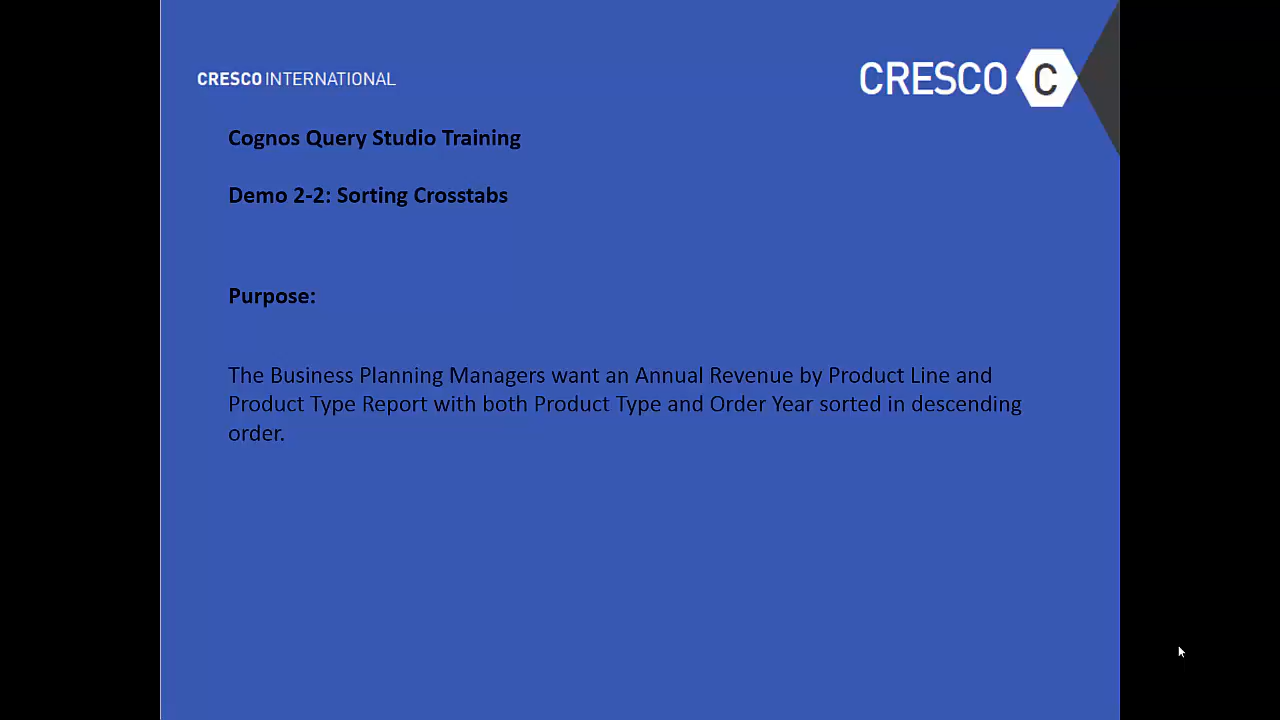 CRESCO INTERNATIONAL
CRESCO C
Cognos Query Studio Training
Demo 2-2: Sorting Crosstabs
Purpose:
The Business Planning Managers want an Annual Revenue by Product Line and
Product Type Report with both Product Type and Order Year sorted in descending
order.